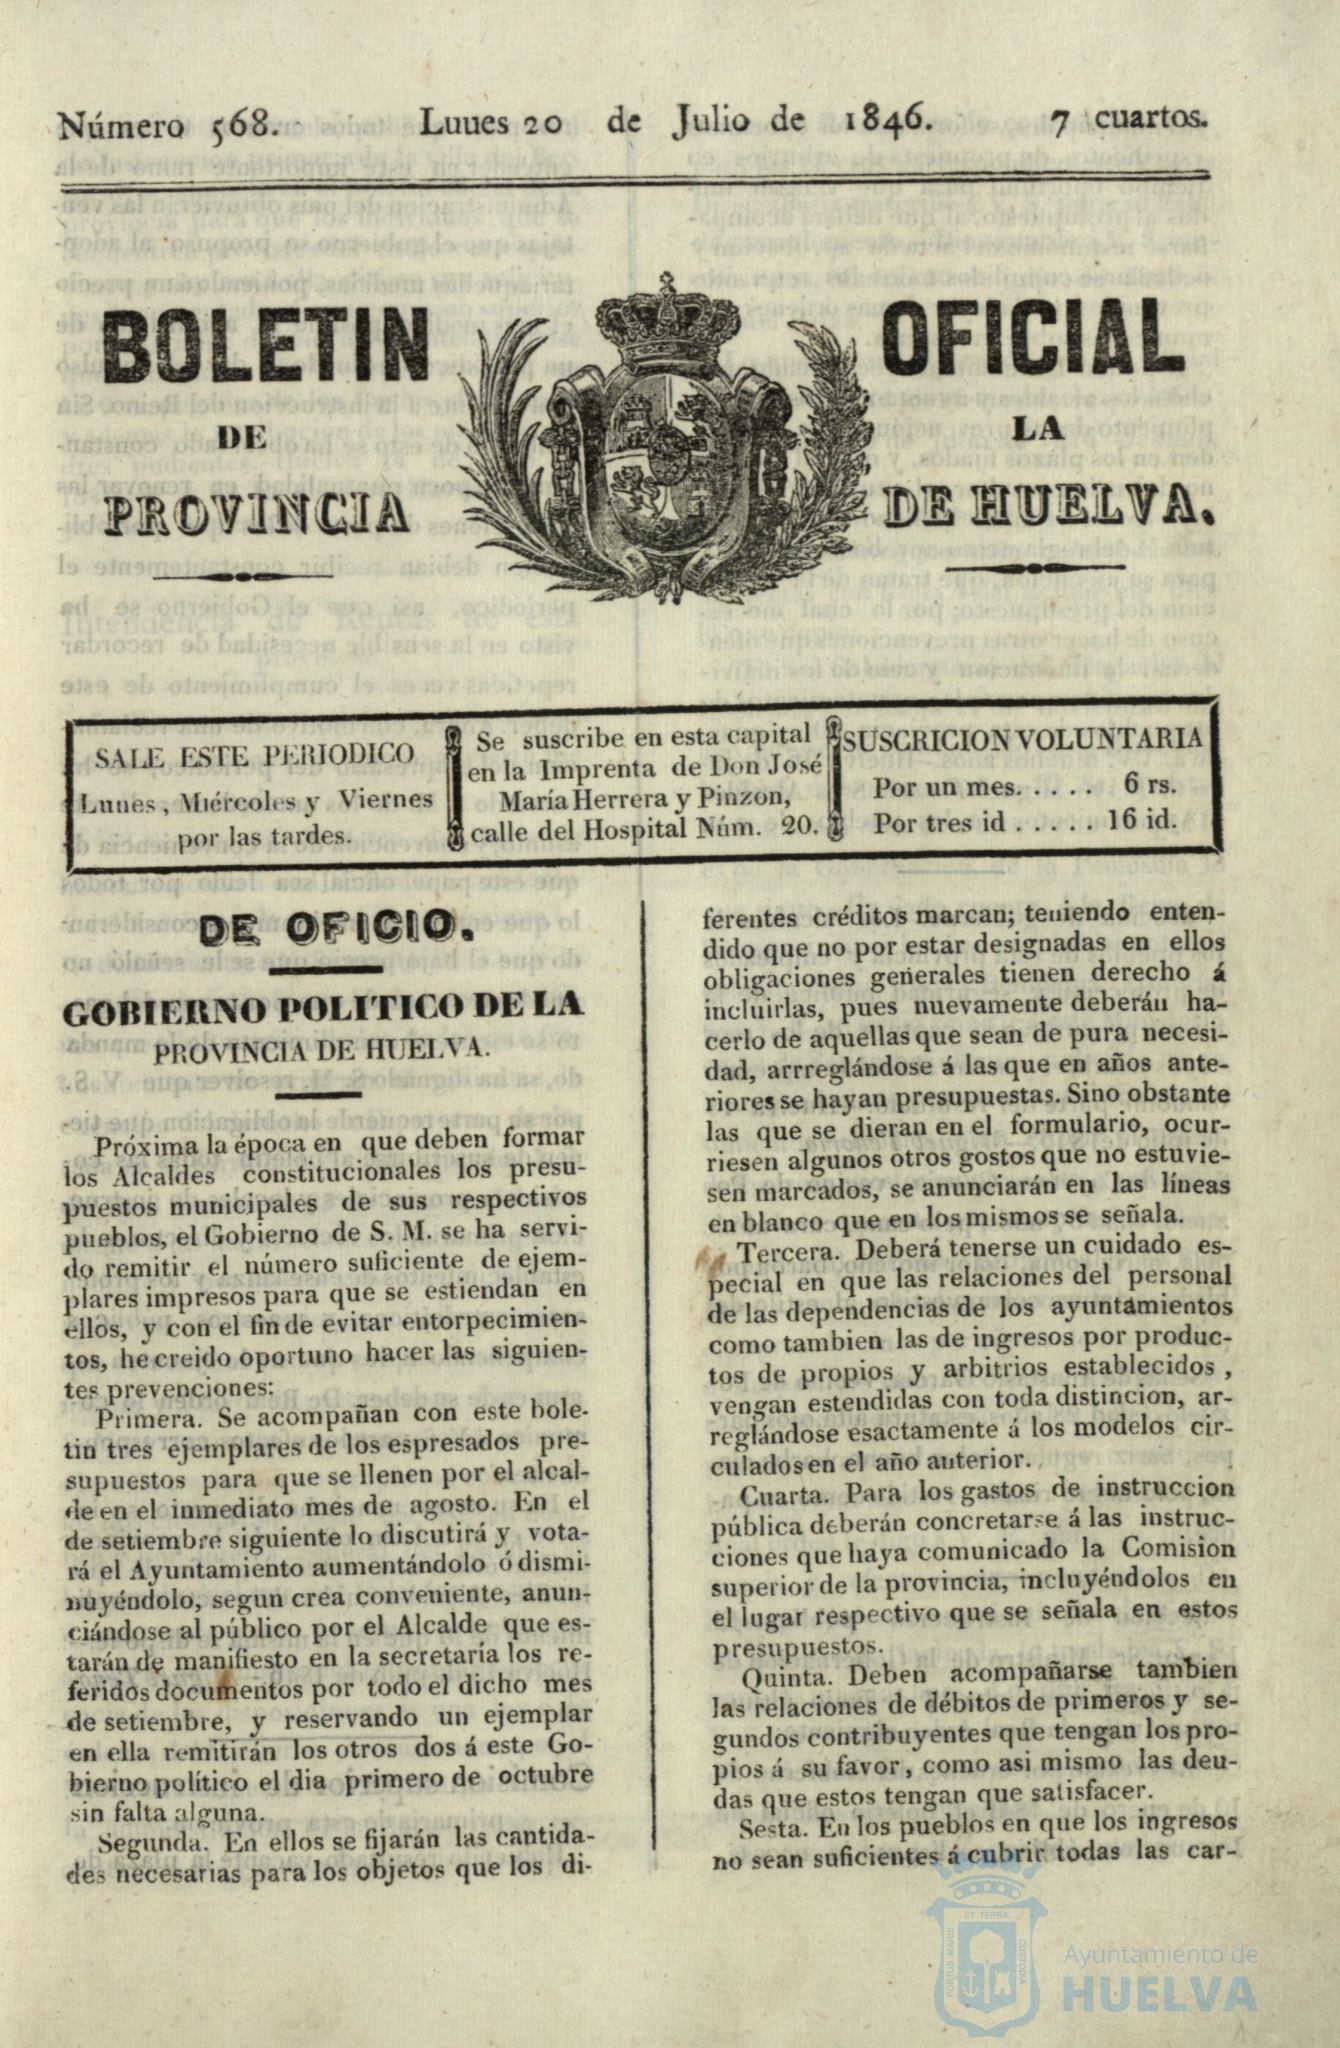 Número 568. Luues 20 de Julio de 1846. 7 cuartos.
BOLETIN OFICIAL
DE LA
PROVINCIA DE HUELVA.
SALE ESTE PERIODICO
Lunes, Miércoles y Viernes
por las tardes.
Se suscribe en esta capital
en la Imprenta de Don José
María Herrera y Pinzon,
calle del Hospital Núm. 20.
SUSCRICION VOLUNTARIA
Por un mes. . . . . 6 rs.
Por tres id . . . . . 16 id.
DE OFICIO.
GOBIERNO POLITICO DE LA
PROVINCIA DE HUELVA.
Próxima la época en que deben formar
los Alcaldes constitucionales los presu-
puestos municipales de sus respectivos
pueblos, el Gobierno de S. M. se ha servi-
do remitir el número suficiente de ejem-
plares impresos para que se estiendan en
ellos, y con el fin de evitar entorpecimien-
tos, he creido oportuno hacer las siguien-
tes prevenciones:
Primera. Se acompañan con este bole-
tin tres ejemplares de los espresados pre-
supuestos para que se llenen por el alcal-
de en el inmediato mes de agosto. En el
de setiembre siguiente lo discutirá y vota-
rá el Ayuntamiento aumentándolo ó dismi-
nuyéndolo, segun crea conveniente, anun-
ciándose al público por el Alcalde que es-
tarán de manifiesto en la secretaría los re-
feridos documentos por todo el dicho mes
de setiembre, y reservando un ejemplar
en ella remitirán los otros dos á este Go-
bierno político el dia primero de octubre
sin falta alguna.
Segunda. En ellos se fijarán las cantida-
des necesarias para los objetos que los di-
ferentes créditos marcan; teniendo enten-
dido que no por estar designadas en ellos
obligaciones generales tienen derecho á
incluirlas, pues nuevamente deberán ha-
cerlo de aquellas que sean de pura necesi-
dad, arrreglándose á las que en años ante-
riores se hayan presupuestas. Sino obstante
las que se dieran en el formulario, ocur-
riesen algunos otros gostos que no estuvie-
sen marcados, se anunciarán en las líneas
en blanco que en los mismos se señala.
Tercera. Deberá tenerse un cuidado es-
pecial en que las relaciones del personal
de las dependencias de los ayuntamientos
como tambien las de ingresos por produc-
tos de propios y arbitrios establecidos ,
vengan estendidas con toda distincion, ar-
reglándose esactamente á los modelos cir-
culados en el año anterior.
Cuarta. Para los gastos de instruccion
pública deberán concretarse á las instruc-
ciones que haya comunicado la Comision
superior de la provincia, incluyéndolos en
el lugar respectivo que se señala en estos
presupuestos.
Quinta. Deben acompañarse tambien
las relaciones de débitos de primeros y se-
gundos contribuyentes que tengan los pro-
pios á su favor, como asi mismo las deu-
das que estos tengan que satisfacer.
Sesta. En los pueblos en que los ingresos
no sean suficientes á cubrir todas las car-
PORTUS MARIS ET TERRÆ CUSTODIA
Ayuntamiento de
HUELVA